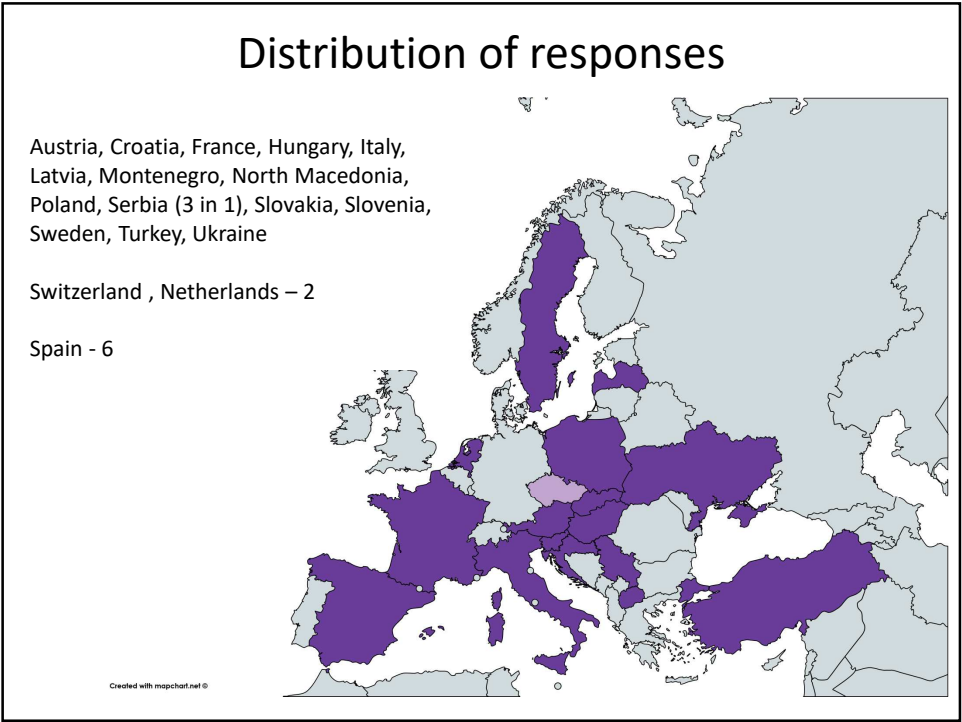 Distribution of responses
Austria, Croatia, France, Hungary, Italy,
Latvia, Montenegro, North Macedonia,
Poland, Serbia (3 in 1), Slovakia, Slovenia,
Sweden, Turkey, Ukraine
Switzerland , Netherlands – 2
Spain - 6
Created with mapchart.net ©